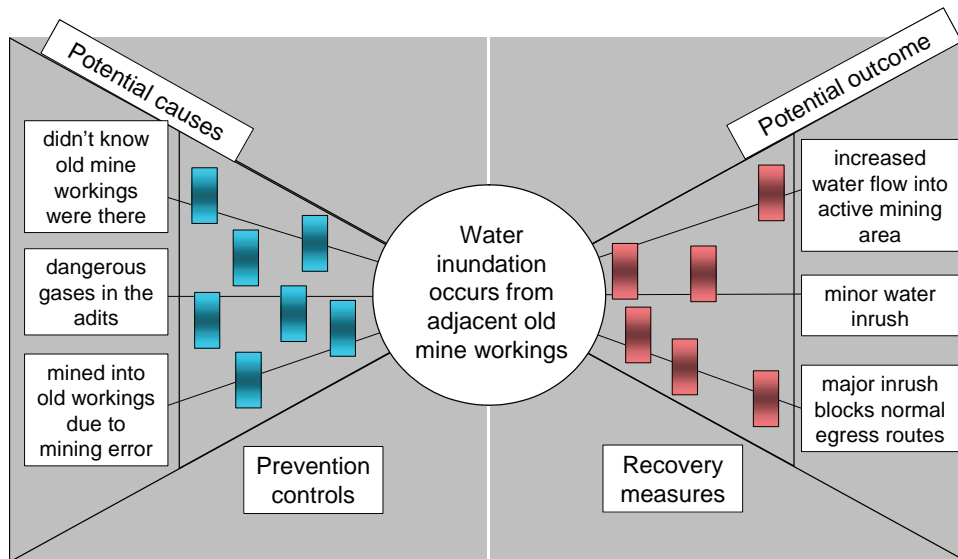 Potential causes
didn’t know
old mine
workings
were there
dangerous
gases in the
adits
mined into
old workings
due to
mining error
Prevention
controls
Water
inundation
occurs from
adjacent old
mine workings
Potential outcome
increased
water flow into
active mining
area
minor water
inrush
major inrush
blocks normal
egress routes
Recovery
measures